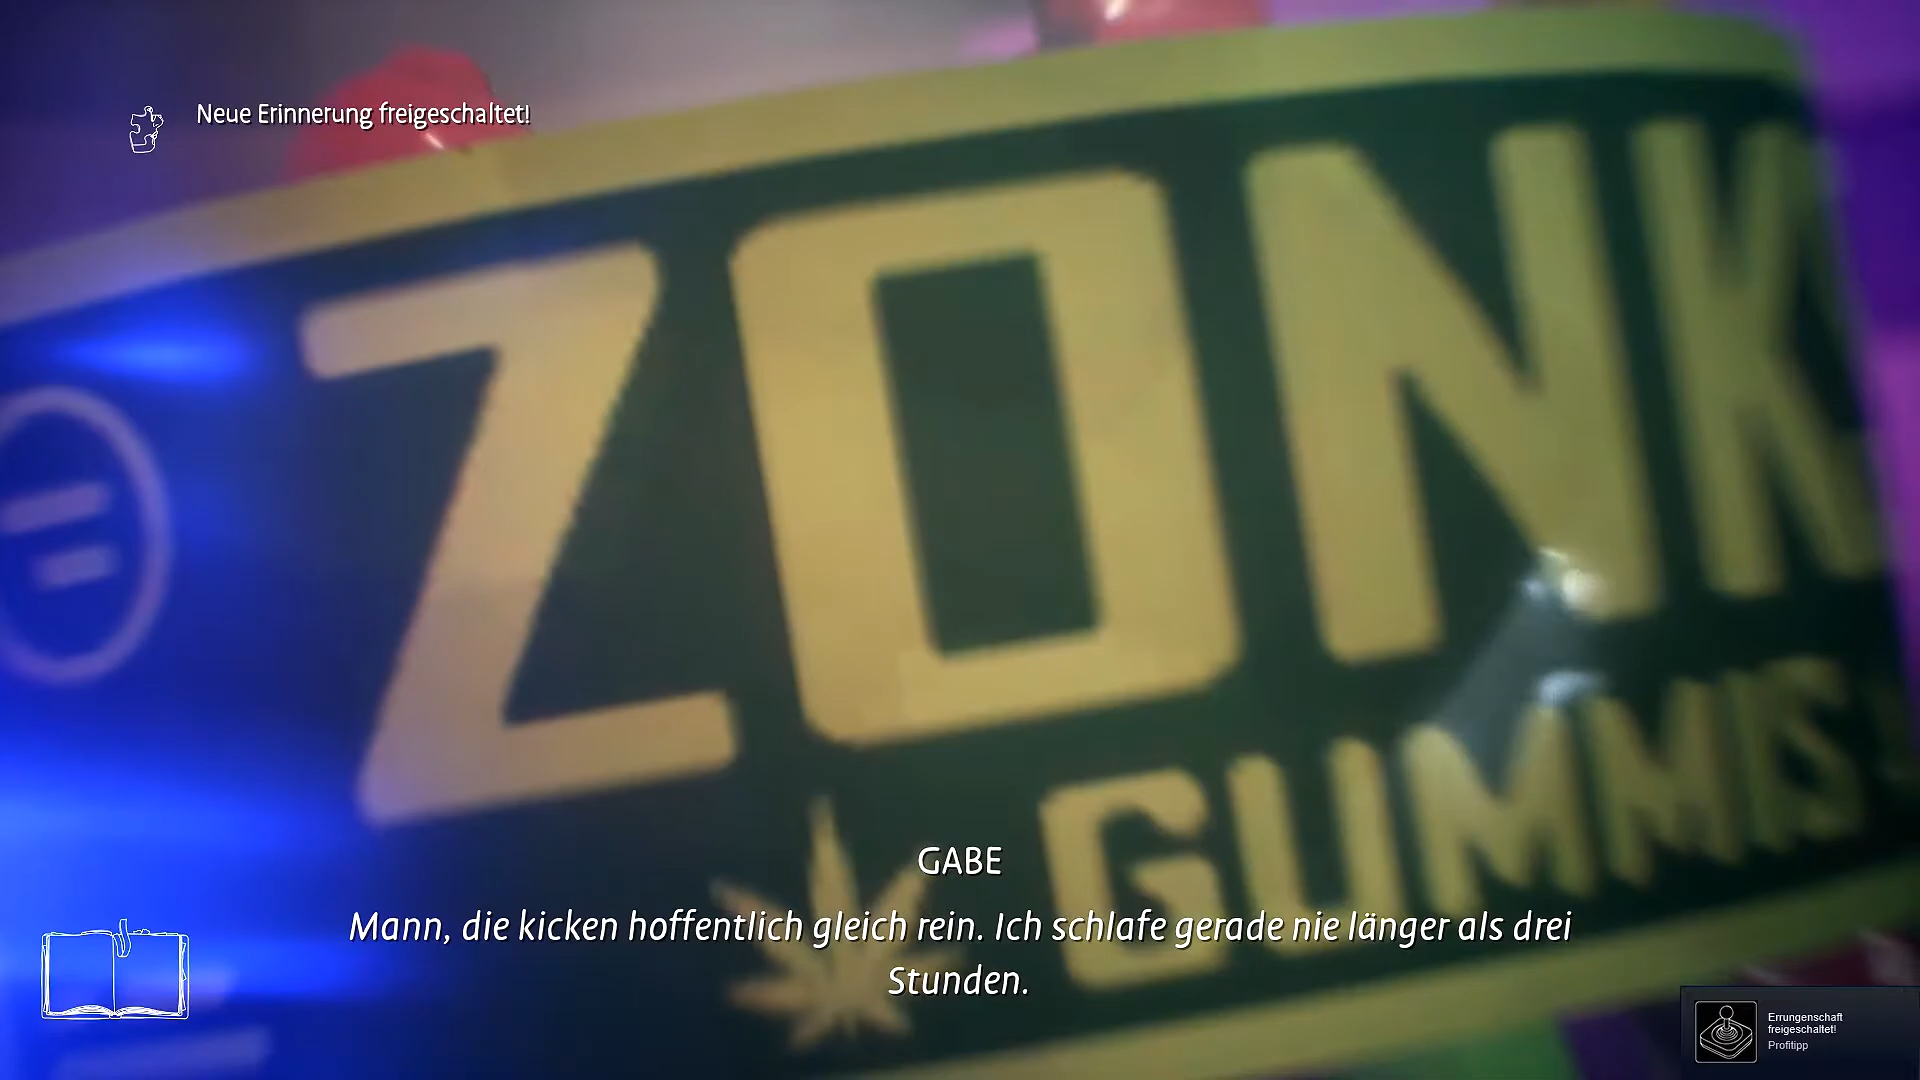 Neue Erinnerung freigeschaltet!
ZONK
GUMMIS
GABE
Mann, die kicken hoffentlich gleich rein. Ich schlafe gerade nie länger als drei
Stunden.
Errungenschaft
freigeschaltet!
Profitipp